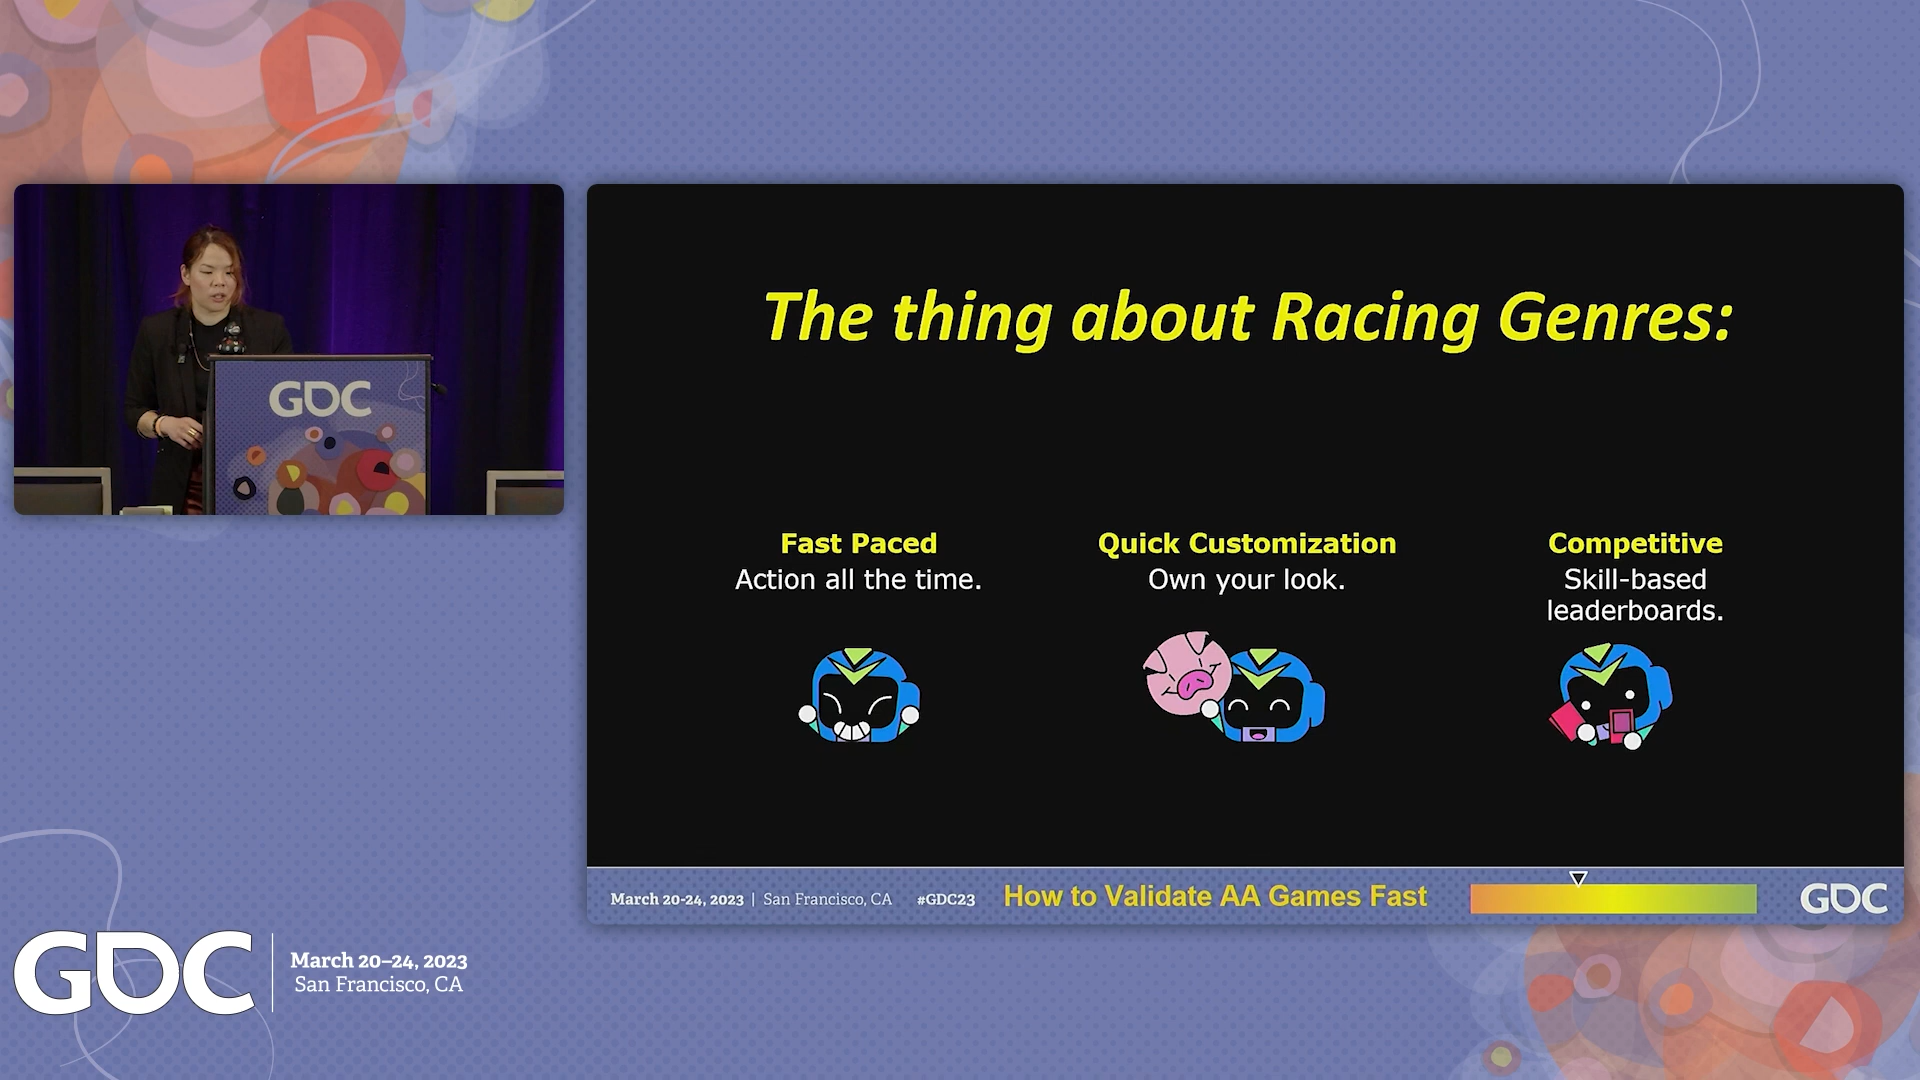 GDC
The thing about Racing Genres:
Fast Paced
Action all the time.
Quick Customization
Own your look.
Competitive
Skill-based
leaderboards.
March 20-24, 2023 | San Francisco, CA #GDC23 How to Validate AA Games Fast GDC
GDC
March 20–24, 2023
San Francisco, CA